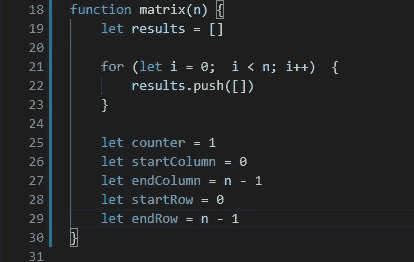 18 function matrix(n) {
19     let results = []
20
21     for (let i = 0;  i < n; i++)  {
22         results.push([])
23     }
24
25     let counter = 1
26     let startColumn = 0
27     let endColumn = n - 1
28     let startRow = 0
29     let endRow = n - 1
30 }
31